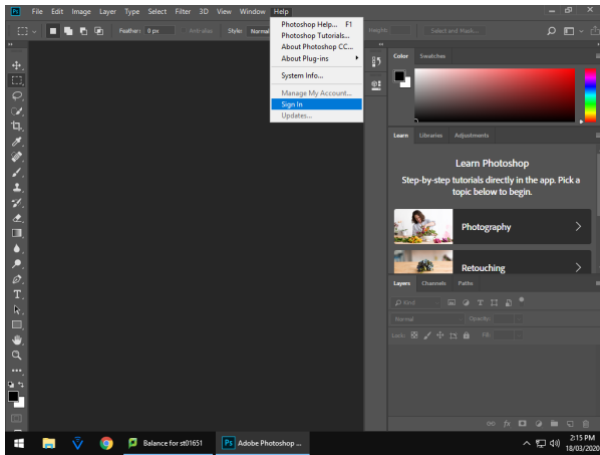 Ps File Edit Image Layer Type Select Filter 3D View Window Help
Feather: 0 px Anti-alias Style: Normal Height: Select and Mask...
Photoshop Help... F1
Photoshop Tutorials...
About Photoshop CC...
About Plug-ins
System Info...
Manage My Account...
Sign In
Updates...
Color Swatches
Learn Libraries Adjustments
Learn Photoshop
Step-by-step tutorials directly in the app. Pick a
topic below to begin.
Photography
Retouching
Layers Channels Paths
Kind
Normal Opacity:
Lock: Fill:
Balance for st01651
Ps Adobe Photoshop ...
2:15 PM
18/03/2020